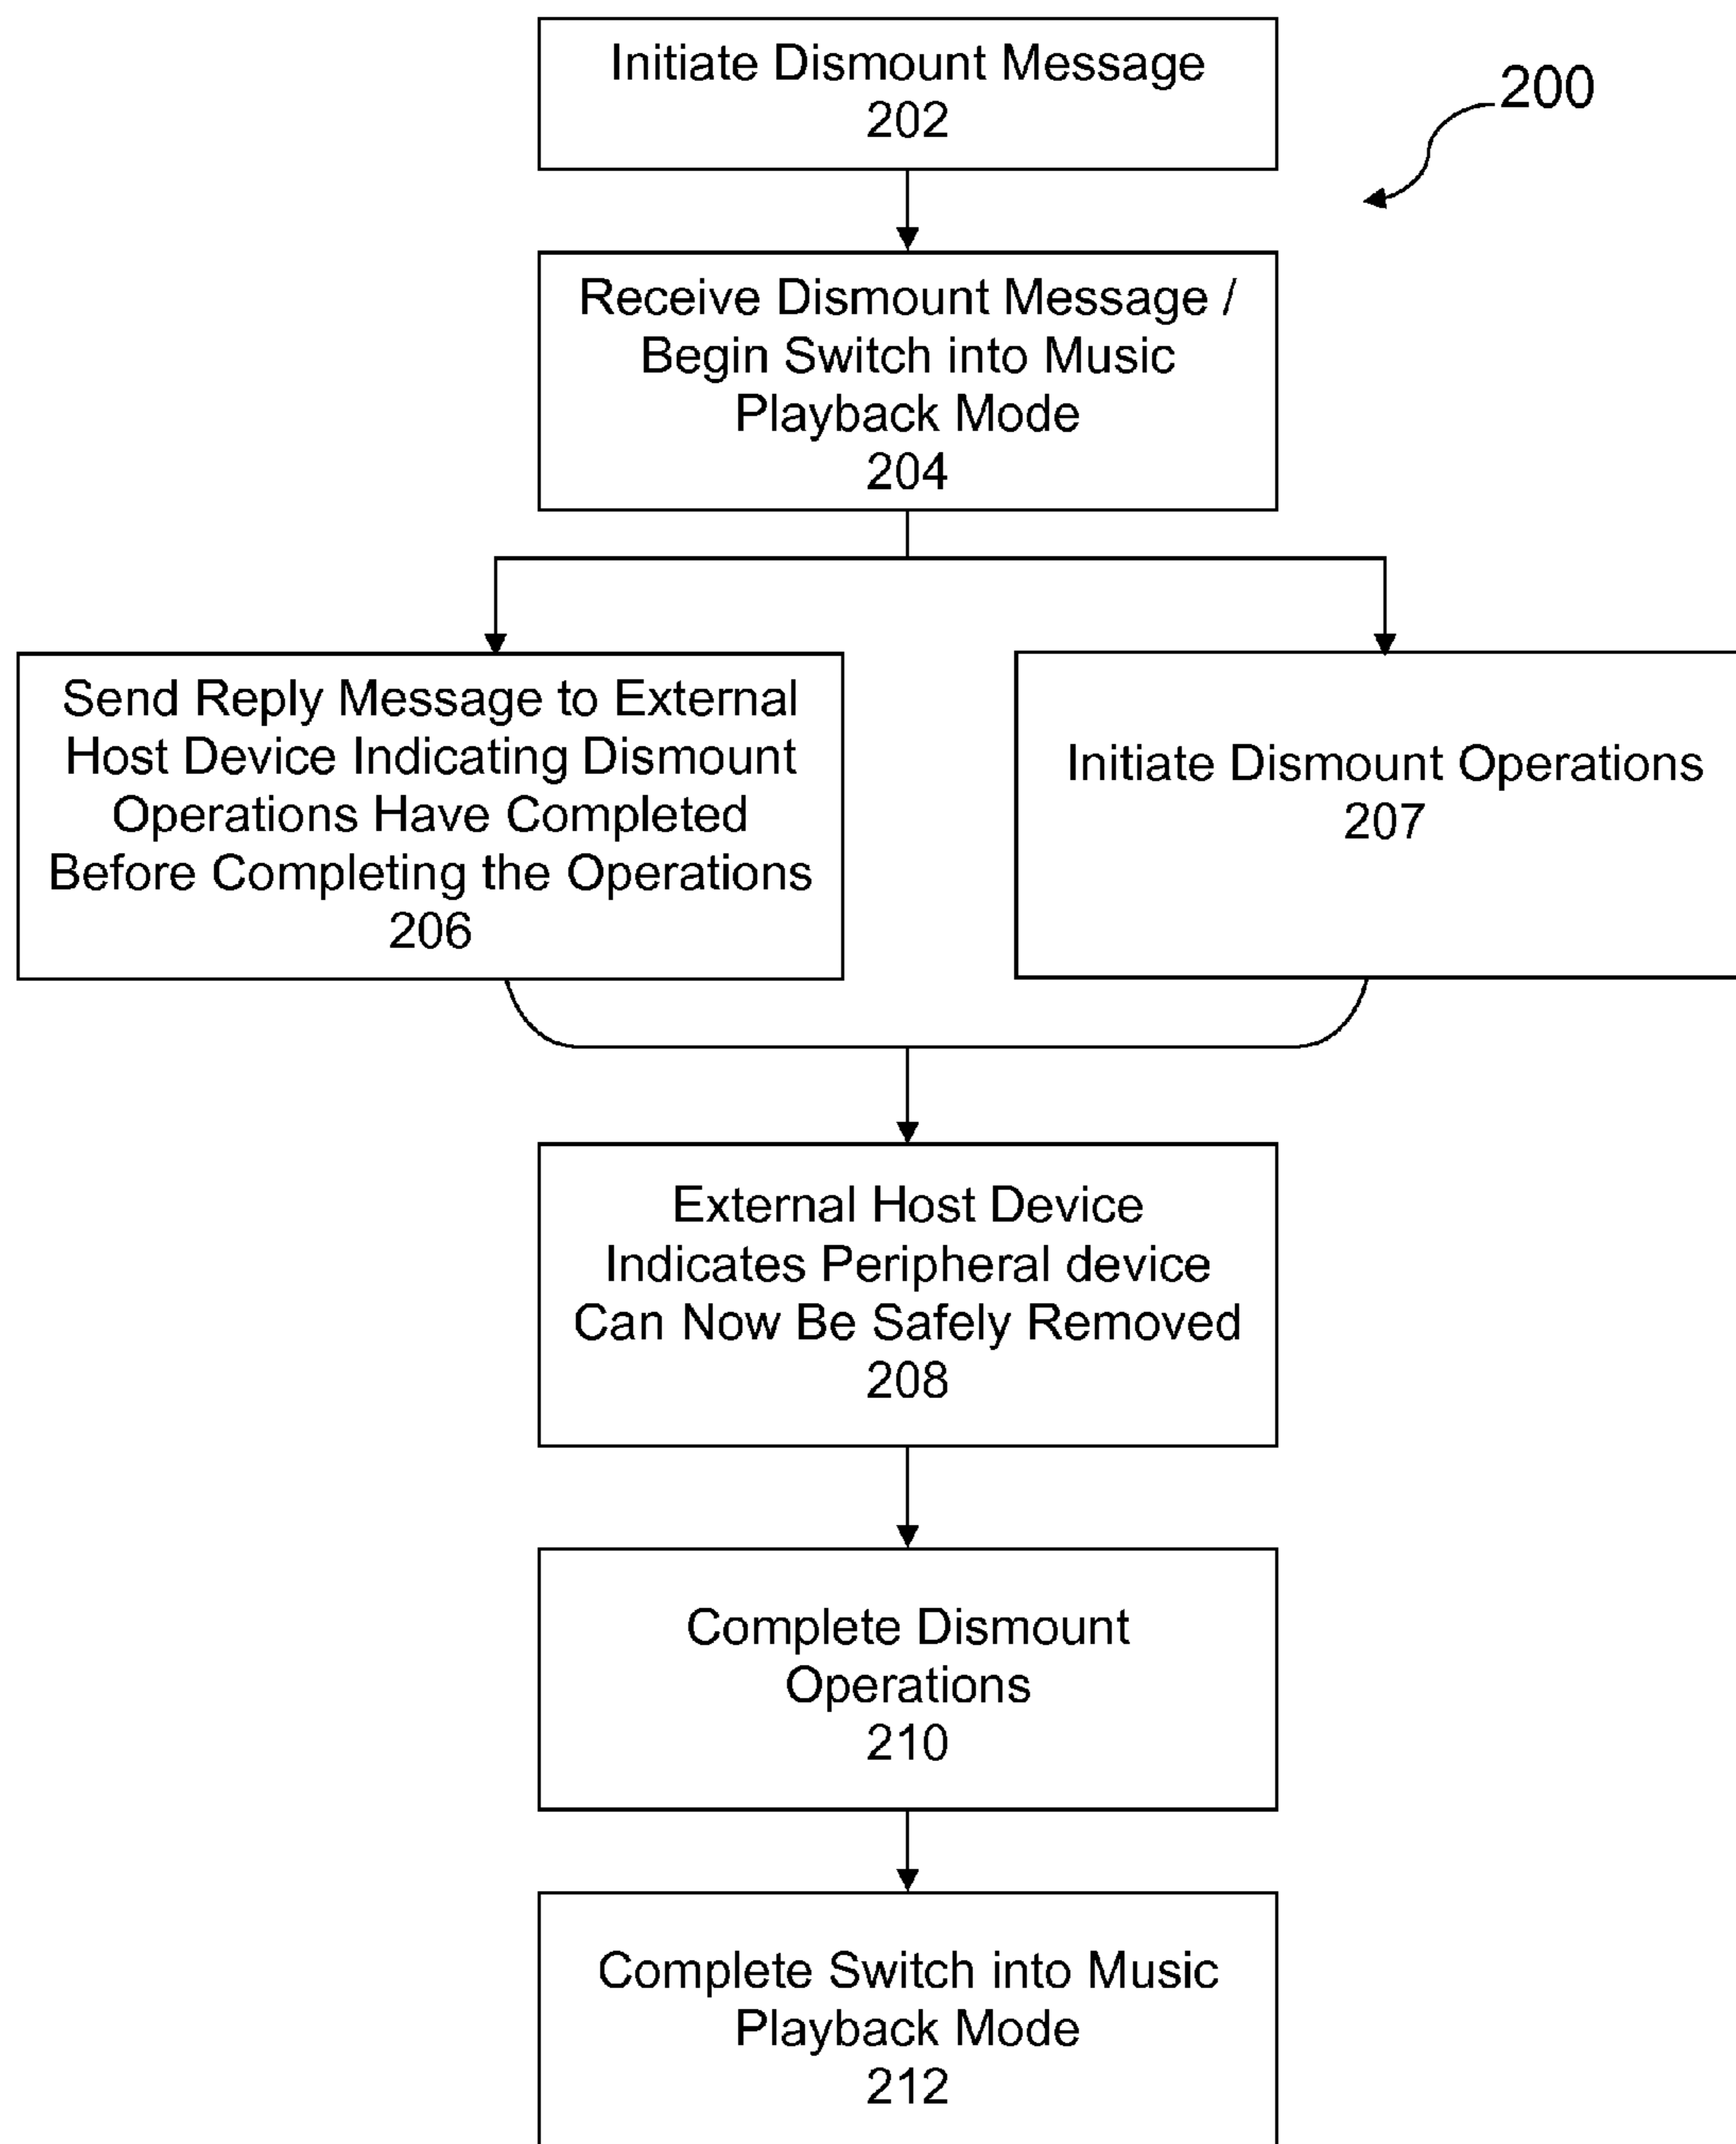 Initiate Dismount Message
202
200
Receive Dismount Message /
Begin Switch into Music
Playback Mode
204
Send Reply Message to External
Host Device Indicating Dismount
Operations Have Completed
Before Completing the Operations
206
Initiate Dismount Operations
207
External Host Device
Indicates Peripheral device
Can Now Be Safely Removed
208
Complete Dismount
Operations
210
Complete Switch into Music
Playback Mode
212